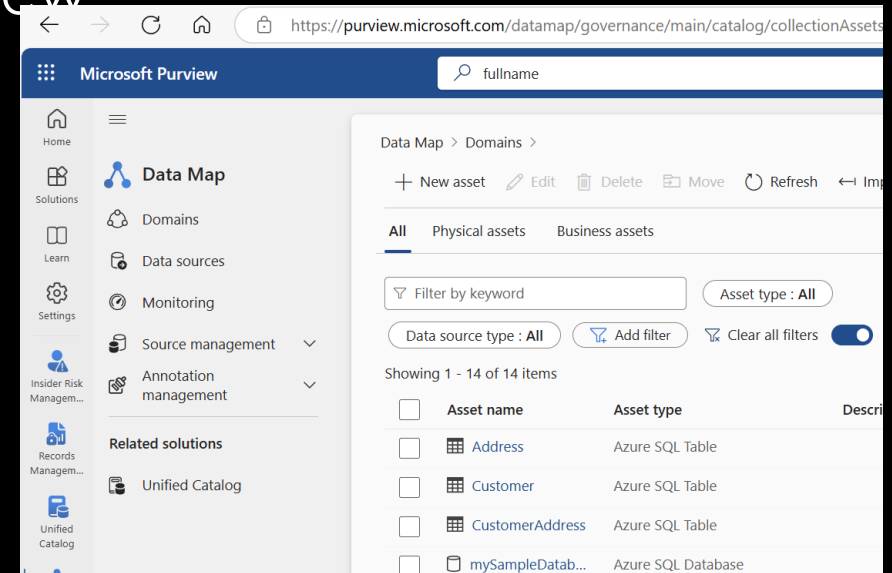 https://purview.microsoft.com/datamap/governance/main/catalog/collectionAssets
Microsoft Purview
fullname
Home
Solutions
Learn
Settings
Insider Risk
Managem...
Records
Managem...
Unified
Catalog
Data Map
Domains
Data sources
Monitoring
Source management
Annotation
management
Related solutions
Unified Catalog
Data Map > Domains >
New asset Edit Delete Move Refresh Imp
All Physical assets Business assets
Filter by keyword Asset type : All
Data source type : All Add filter Clear all filters
Showing 1 - 14 of 14 items
Asset name Asset type Descri
Address Azure SQL Table
Customer Azure SQL Table
CustomerAddress Azure SQL Table
mySampleDatab... Azure SQL Database